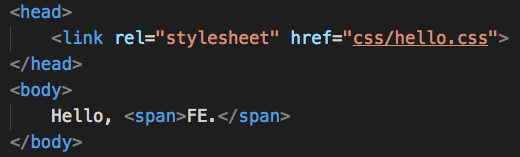 <head>
<link rel="stylesheet" href="css/hello.css">
</head>
<body>
Hello, <span>FE.</span>
</body>